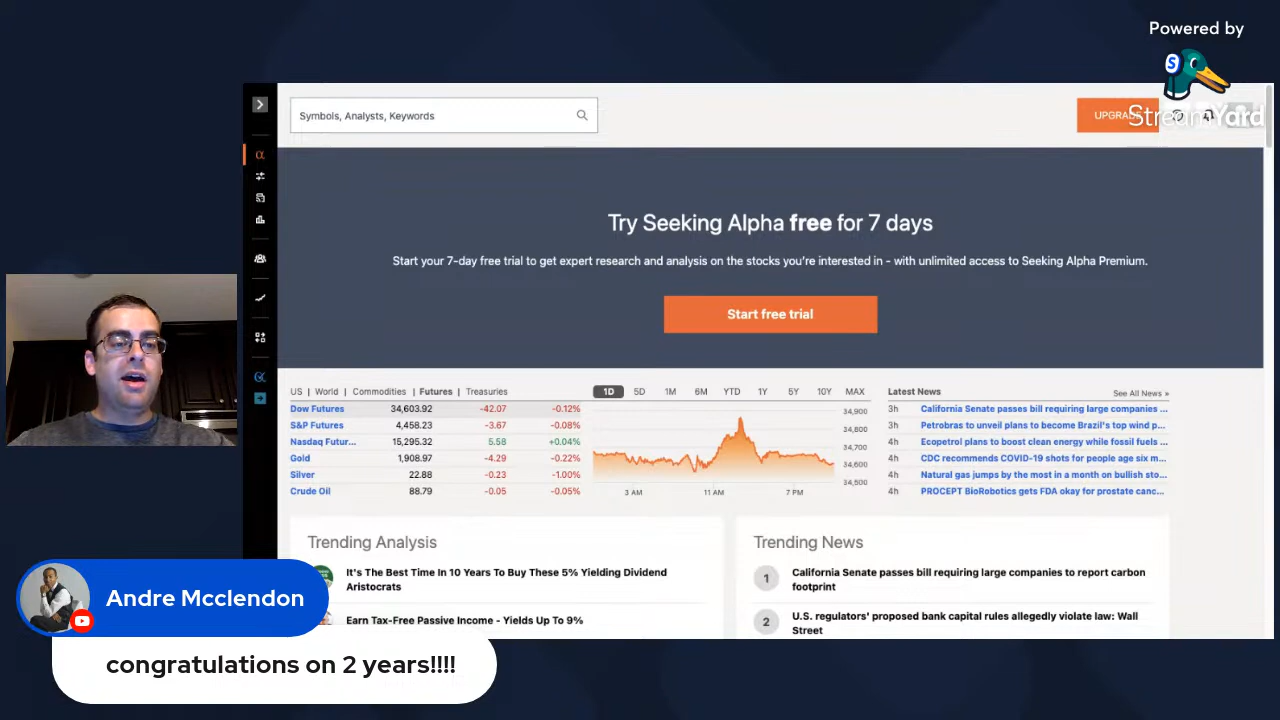 Powered by
StreamYard
Symbols, Analysts, Keywords
UPGRADE
Try Seeking Alpha free for 7 days
Start your 7-day free trial to get expert research and analysis on the stocks you're interested in - with unlimited access to Seeking Alpha Premium.
Start free trial
US | World | Commodities | Futures | Treasuries
Dow Futures 34,603.92 -42.07 -0.12%
S&P Futures 4,458.23 -3.67 -0.08%
Nasdaq Futur... 15,295.32 5.58 +0.04%
Gold 1,908.97 -4.29 -0.22%
Silver 22.88 -0.23 -1.00%
Crude Oil 88.79 -0.05 -0.05%
1D 5D 1M 6M YTD 1Y 5Y 10Y MAX
34,900
34,800
34,700
34,600
34,500
3 AM 11 AM 7 PM
Latest News See All News »
3h California Senate passes bill requiring large companies ...
3h Petrobras to unveil plans to become Brazil's top wind p...
4h Ecopetrol plans to boost clean energy while fossil fuels ...
4h CDC recommends COVID-19 shots for people age six m...
4h Natural gas jumps by the most in a month on bullish sto...
4h PROCEPT BioRobotics gets FDA okay for prostate canc...
Trending Analysis
It's The Best Time In 10 Years To Buy These 5% Yielding Dividend
Aristocrats
Earn Tax-Free Passive Income - Yields Up To 9%
Trending News
1 California Senate passes bill requiring large companies to report carbon
footprint
2 U.S. regulators' proposed bank capital rules allegedly violate law: Wall
Street
Andre Mcclendon
congratulations on 2 years!!!!